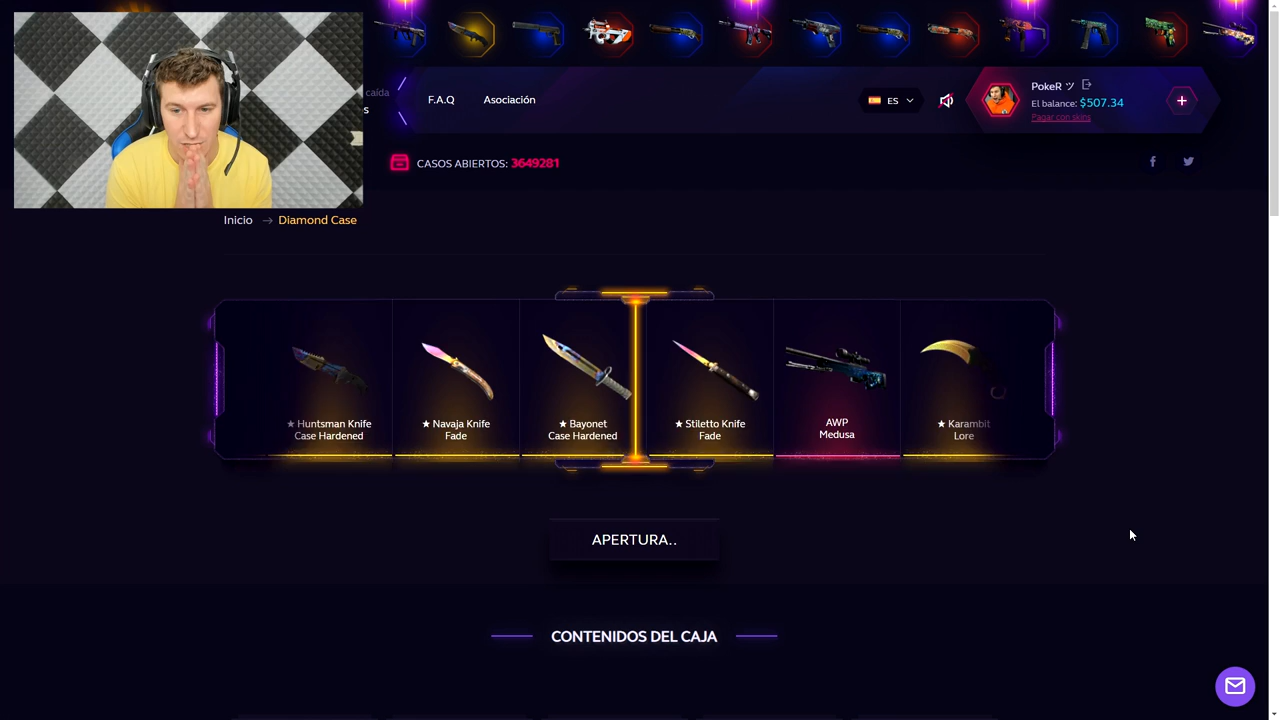 PokeR ツ
caída
s
F.A.Q
Asociación
ES
El balance: $507.34
Pagar con skins
CASOS ABIERTOS: 3649281
Inicio → Diamond Case
★ Huntsman Knife
Case Hardened
★ Navaja Knife
Fade
★ Bayonet
Case Hardened
★ Stiletto Knife
Fade
AWP
Medusa
★ Karambit
Lore
APERTURA..
CONTENIDOS DEL CAJA